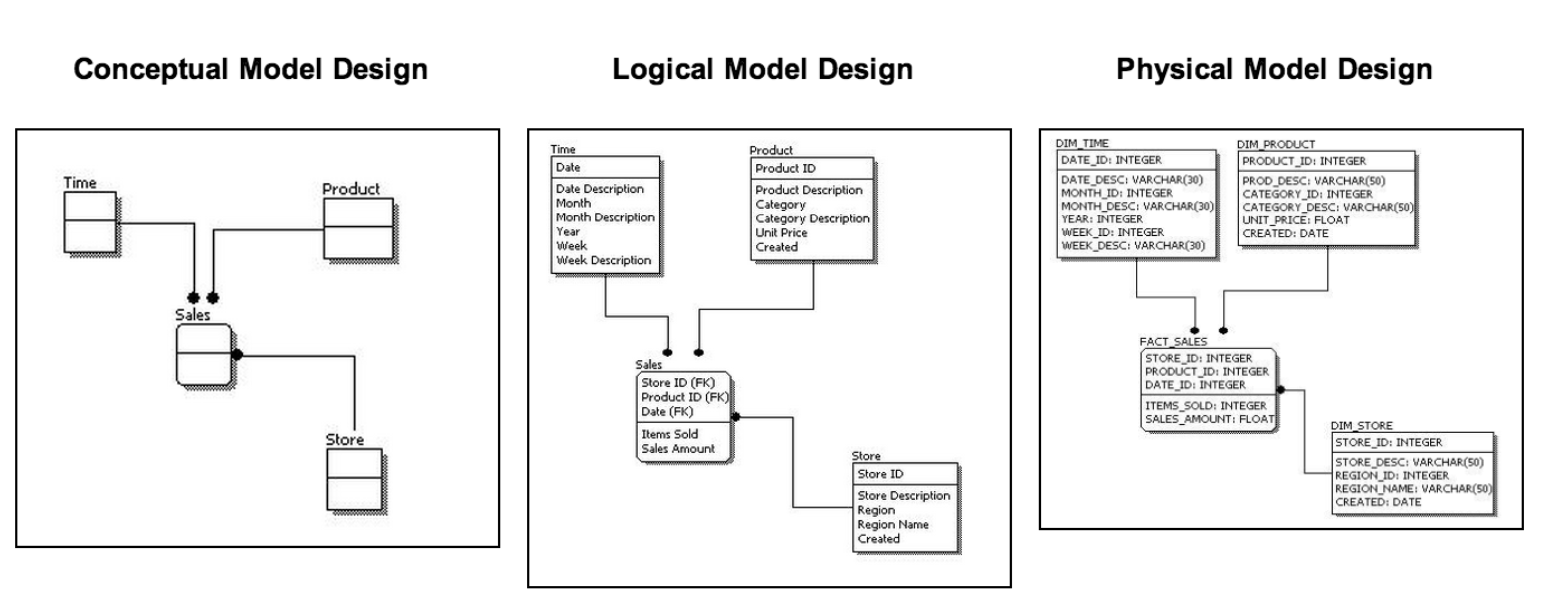 Conceptual Model Design
Time
Product
Sales
Store
Logical Model Design
Time
Date
Date Description
Month
Month Description
Year
Week
Week Description
Product
Product ID
Product Description
Category
Category Description
Unit Price
Created
Sales
Store ID (FK)
Product ID (FK)
Date (FK)
Items Sold
Sales Amount
Store
Store ID
Store Description
Region
Region Name
Created
Physical Model Design
DIM_TIME
DATE_ID: INTEGER
DATE_DESC: VARCHAR(30)
MONTH_ID: INTEGER
MONTH_DESC: VARCHAR(30)
YEAR: INTEGER
WEEK_ID: INTEGER
WEEK_DESC: VARCHAR(30)
DIM_PRODUCT
PRODUCT_ID: INTEGER
PROD_DESC: VARCHAR(50)
CATEGORY_ID: INTEGER
CATEGORY_DESC: VARCHAR(50)
UNIT_PRICE: FLOAT
CREATED: DATE
FACT_SALES
STORE_ID: INTEGER
PRODUCT_ID: INTEGER
DATE_ID: INTEGER
ITEMS_SOLD: INTEGER
SALES_AMOUNT: FLOAT
DIM_STORE
STORE_ID: INTEGER
STORE_DESC: VARCHAR(50)
REGION_ID: INTEGER
REGION_NAME: VARCHAR(50)
CREATED: DATE